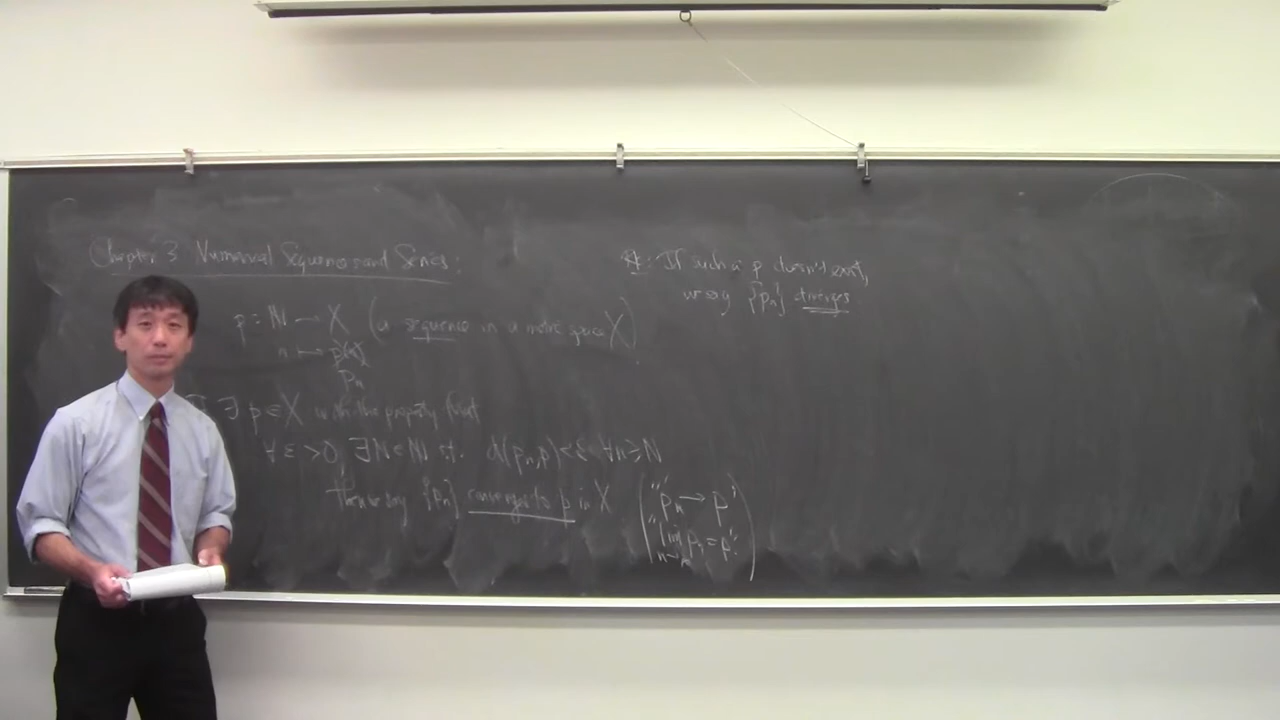 Chapter 3 Numerical Sequences and Series:
p: ℕ → X (a sequence in a metric space X)
n ↦ p(n)
pₙ
∃ p ∈ X with the property that
∀ε > 0, ∃N ∈ ℕ s.t. d(pₙ, p) < ε ∀n ≥ N
then we say {pₙ} converges to p in X
("pₙ → p"
"lim pₙ = p")
n→∞
Rk: If such a p doesn't exist,
we say {pₙ} diverges